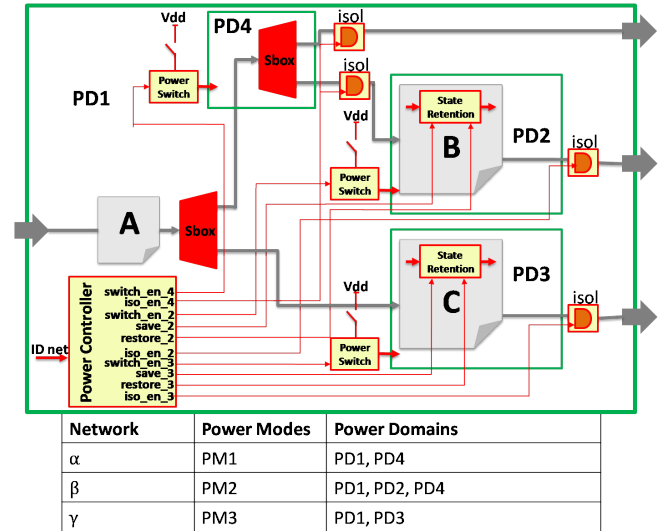 Vdd
PD4
isol
Sbox
Power
Switch
PD1
isol
Vdd
State
Retention
B
PD2
isol
Power
Switch
A
Sbox
State
Retention
C
PD3
Vdd
isol
Power
Switch
ID net
Power Controller
switch_en_4
iso_en_4
switch_en_2
save_2
restore_2
iso_en_2
switch_en_3
save_3
restore_3
iso_en_3
Network Power Modes Power Domains
α PM1 PD1, PD4
β PM2 PD1, PD2, PD4
γ PM3 PD1, PD3